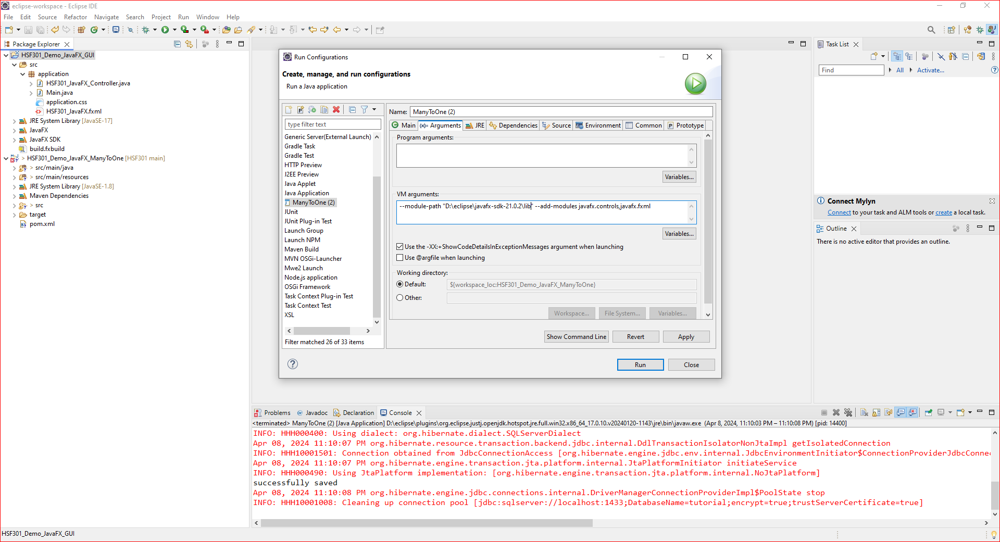 eclipse-workspace - Eclipse IDE
File Edit Source Refactor Navigate Search Project Run Window Help
Package Explorer
HSF301_Demo_JavaFX_GUI
src
application
HSF301_JavaFX_Controller.java
Main.java
application.css
HSF301_JavaFX.fxml
JRE System Library [JavaSE-17]
JavaFX
JavaFX SDK
build.fxbuild
> HSF301_Demo_JavaFX_ManyToOne [HSF301 main]
> src/main/java
> src/main/resources
JRE System Library [JavaSE-1.8]
Maven Dependencies
> src
target
pom.xml
Run Configurations
Create, manage, and run configurations
Run a Java application
type filter text
Generic Server(External Launch)
Gradle Task
Gradle Test
HTTP Preview
J2EE Preview
Java Applet
Java Application
ManyToOne (2)
JUnit
JUnit Plug-in Test
Launch Group
Launch NPM
Maven Build
MVN OSGi-Launcher
Mwe2 Launch
Node.js application
OSGi Framework
Task Context Plug-in Test
Task Context Test
XSL
Filter matched 26 of 33 items
Name: ManyToOne (2)
Main (x)= Arguments JRE Dependencies Source Environment Common Prototype
Program arguments:
Variables...
VM arguments:
--module-path "D:\eclipse\javafx-sdk-21.0.2\lib" --add-modules javafx.controls,javafx.fxml
Variables...
Use the -XX:+ShowCodeDetailsInExceptionMessages argument when launching
Use @argfile when launching
Working directory:
Default: ${workspace_loc:HSF301_Demo_JavaFX_ManyToOne}
Other:
Workspace... File System... Variables...
Show Command Line Revert Apply
Run Close
Task List
Find All Activate...
Connect Mylyn
Connect to your task and ALM tools or create a local task.
Outline
There is no active editor that provides an outline.
Problems @ Javadoc Declaration Console
<terminated> ManyToOne (2) [Java Application] D:\eclipse\plugins\org.eclipse.justj.openjdk.hotspot.jre.full.win32.x86_64_17.0.10.v20240120-1143\jre\bin\javaw.exe (Apr 8, 2024, 11:10:03 PM – 11:10:08 PM) [pid: 14400]
INFO: HHH000400: Using dialect: org.hibernate.dialect.SQLServerDialect
Apr 08, 2024 11:10:07 PM org.hibernate.resource.transaction.backend.jdbc.internal.DdlTransactionIsolatorNonJtaImpl getIsolatedConnection
INFO: HHH10001501: Connection obtained from JdbcConnectionAccess [org.hibernate.engine.jdbc.env.internal.JdbcEnvironmentInitiator$ConnectionProviderJdbcConnec
Apr 08, 2024 11:10:07 PM org.hibernate.engine.transaction.jta.platform.internal.JtaPlatformInitiator initiateService
INFO: HHH000490: Using JtaPlatform implementation: [org.hibernate.engine.transaction.jta.platform.internal.NoJtaPlatform]
successfully saved
Apr 08, 2024 11:10:08 PM org.hibernate.engine.jdbc.connections.internal.DriverManagerConnectionProviderImpl$PoolState stop
INFO: HHH10001008: Cleaning up connection pool [jdbc:sqlserver://localhost:1433;DatabaseName=tutorial;encrypt=true;trustServerCertificate=true]
HSF301_Demo_JavaFX_GUI